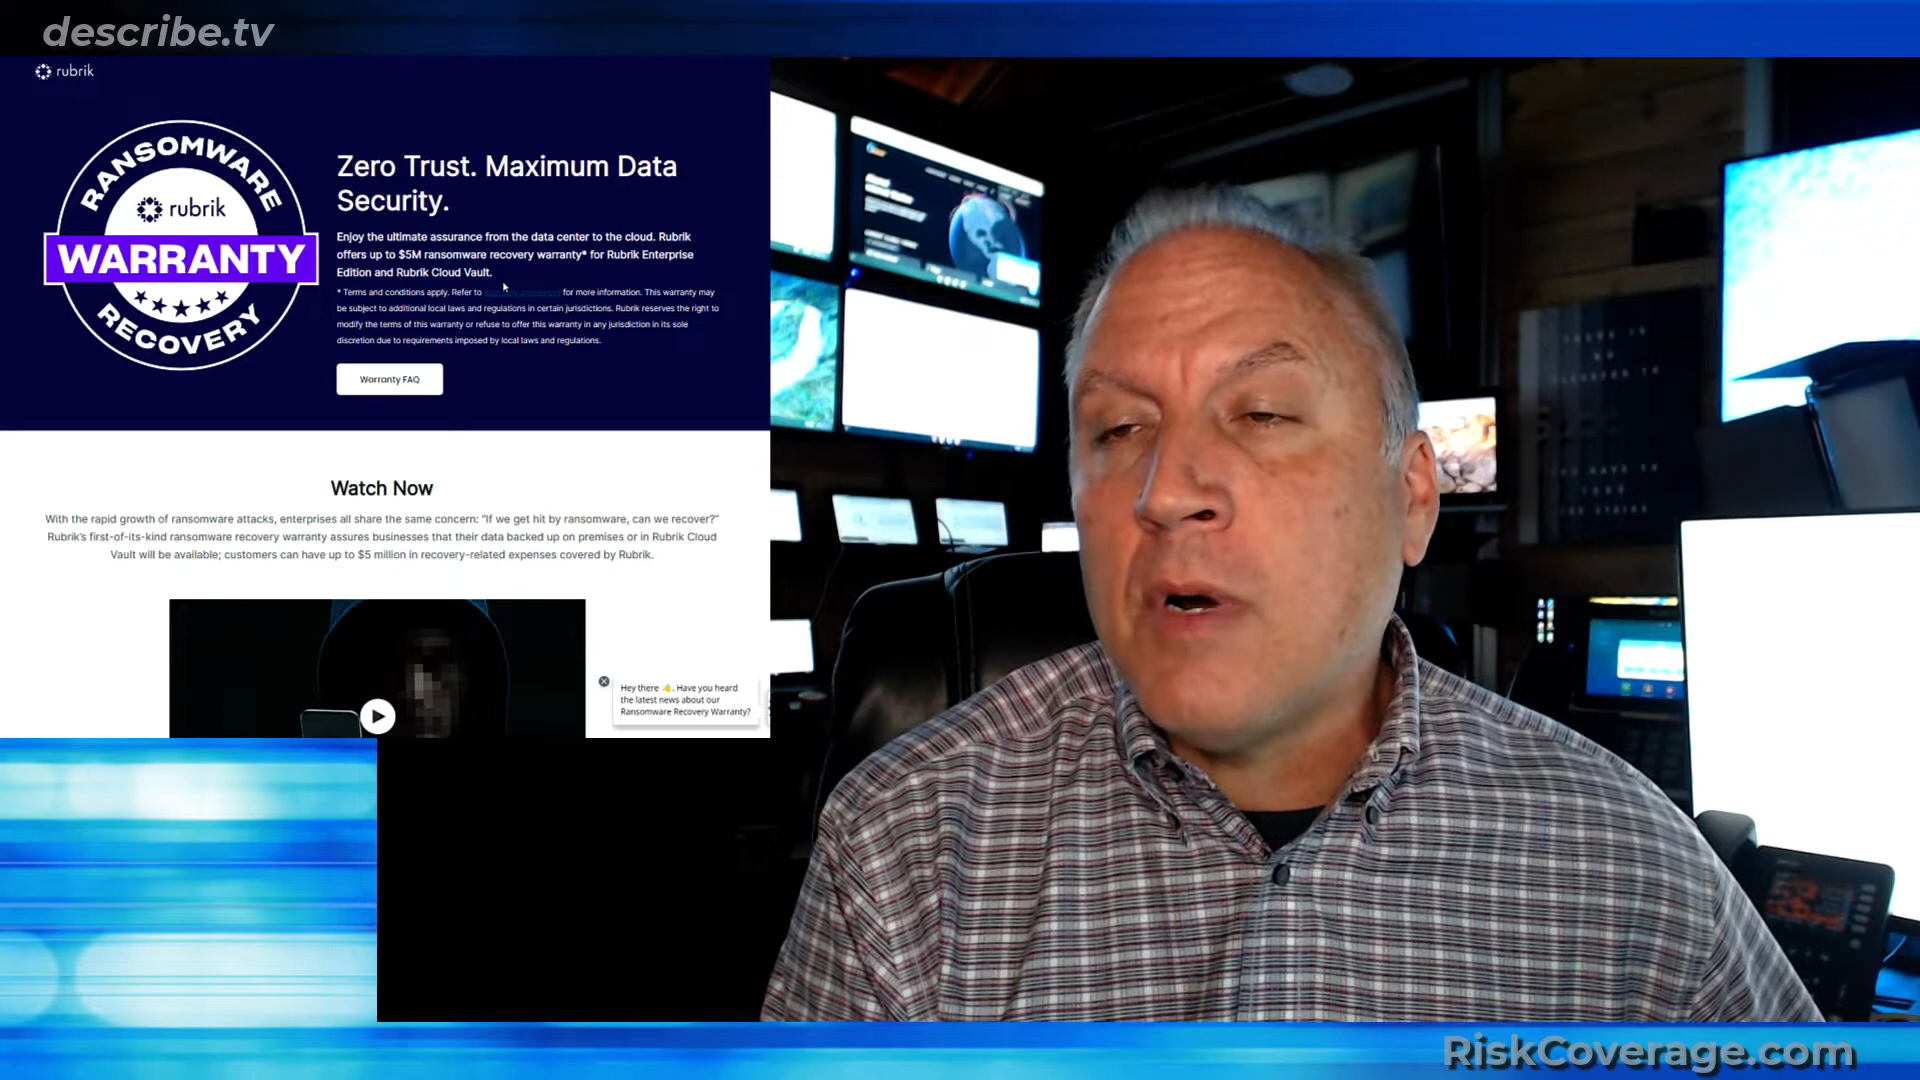 describe.tv
rubrik
RANSOMWARE
rubrik
WARRANTY
RECOVERY
Zero Trust. Maximum Data
Security.
Enjoy the ultimate assurance from the data center to the cloud. Rubrik
offers up to $5M ransomware recovery warranty* for Rubrik Enterprise
Edition and Rubrik Cloud Vault.
* Terms and conditions apply. Refer to for more information. This warranty may
be subject to additional local laws and regulations in certain jurisdictions. Rubrik reserves the right to
modify the terms of this warranty or refuse to offer this warranty in any jurisdiction in its sole
discretion due to requirements imposed by local laws and regulations.
Warranty FAQ
Watch Now
With the rapid growth of ransomware attacks, enterprises all share the same concern: "If we get hit by ransomware, can we recover?"
Rubrik's first-of-its-kind ransomware recovery warranty assures businesses that their data backed up on premises or in Rubrik Cloud
Vault will be available; customers can have up to $5 million in recovery-related expenses covered by Rubrik.
Hey there 👋. Have you heard
the latest news about our
Ransomware Recovery Warranty?
RiskCoverage.com